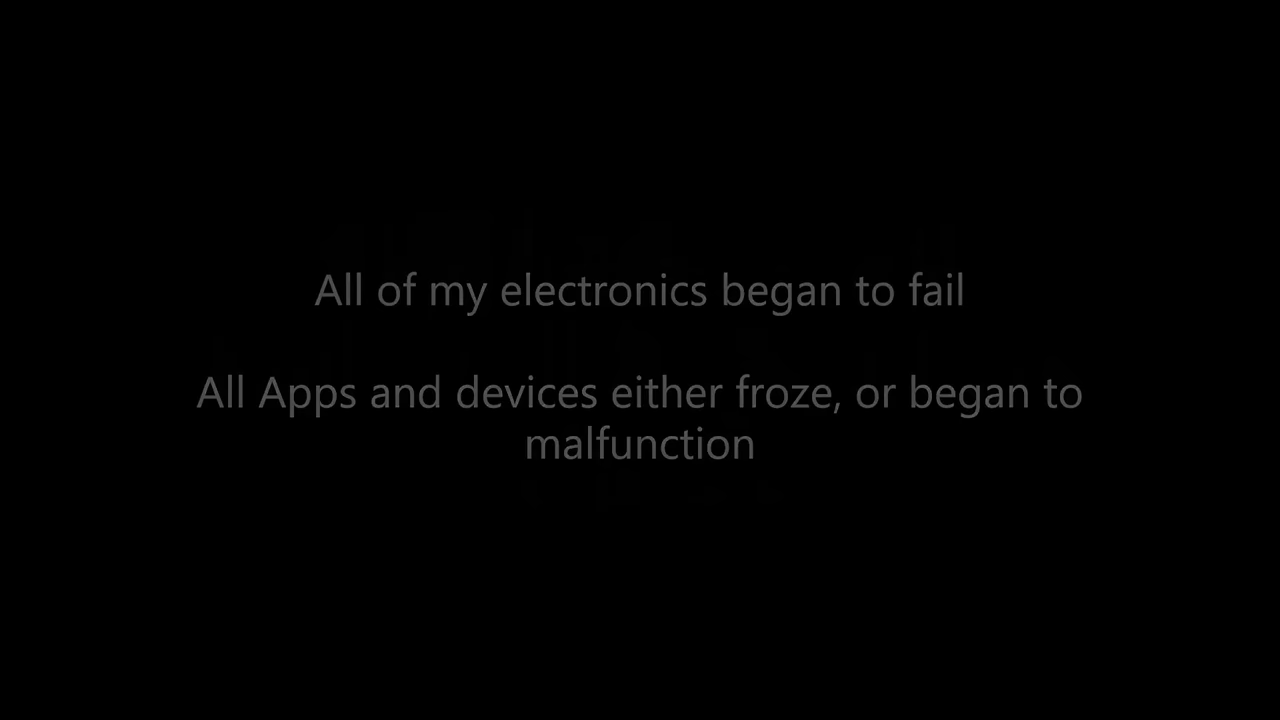 All of my electronics began to fail
All Apps and devices either froze, or began to
malfunction